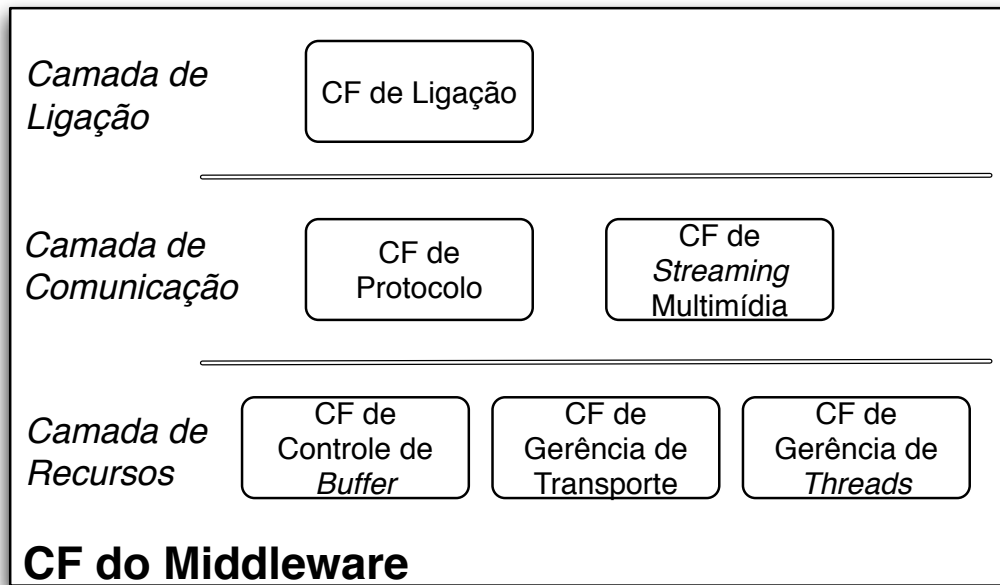 Camada de
Ligação
CF de Ligação
Camada de
Comunicação
CF de
Protocolo
CF de
Streaming
Multimídia
Camada de
Recursos
CF de
Controle de
Buffer
CF de
Gerência de
Transporte
CF de
Gerência de
Threads
CF do Middleware